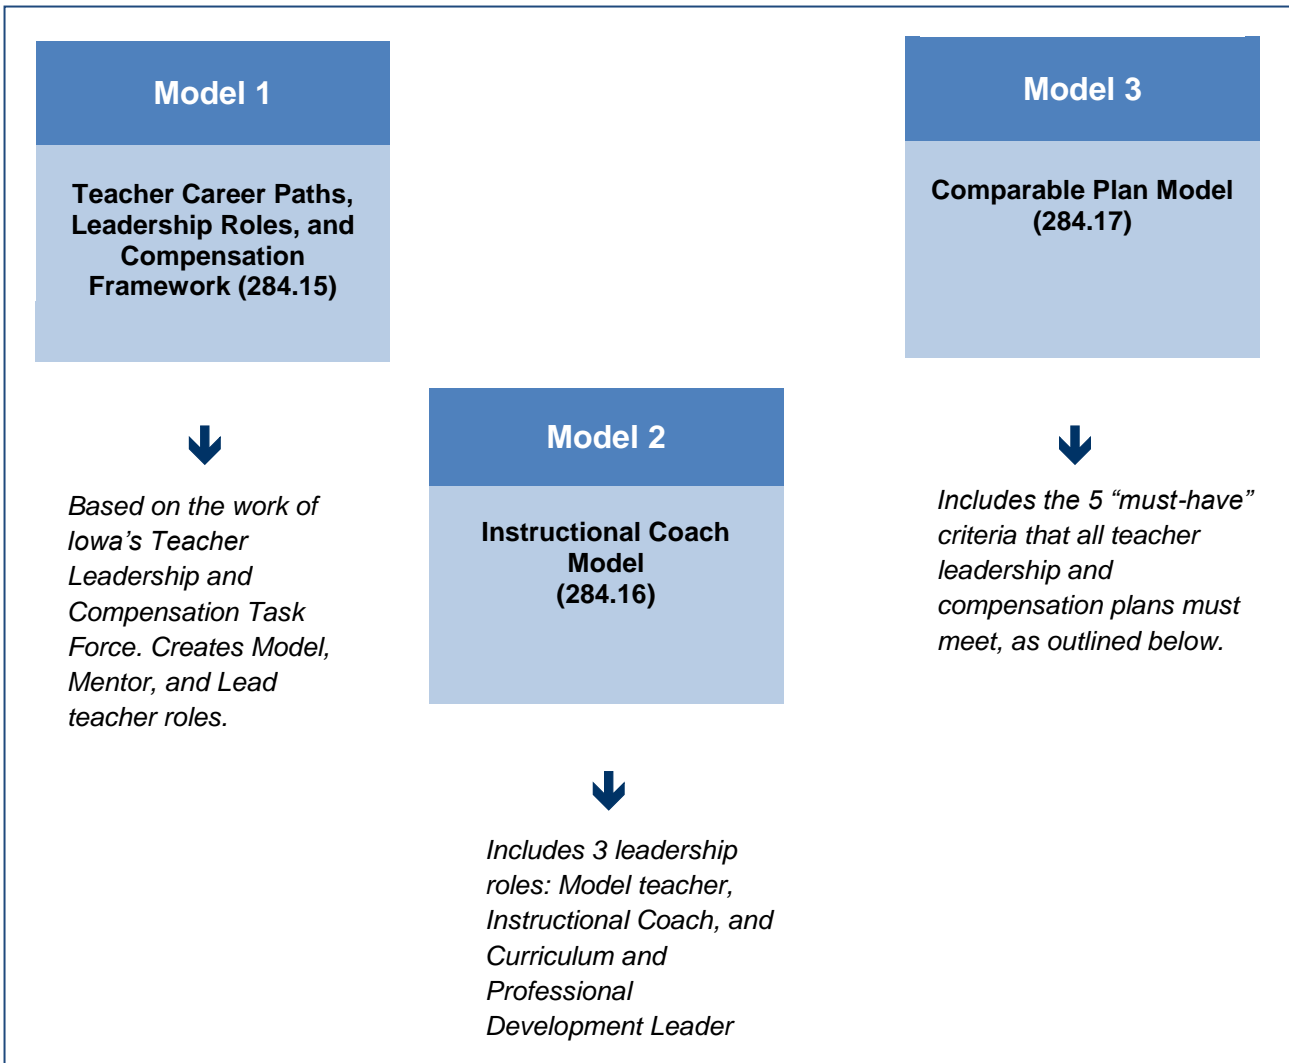 Model 1
Teacher Career Paths,
Leadership Roles, and
Compensation
Framework (284.15)
Based on the work of
Iowa’s Teacher
Leadership and
Compensation Task
Force. Creates Model,
Mentor, and Lead
teacher roles.
Model 2
Instructional Coach
Model
(284.16)
Includes 3 leadership
roles: Model teacher,
Instructional Coach, and
Curriculum and
Professional
Development Leader
Model 3
Comparable Plan Model
(284.17)
Includes the 5 “must-have”
criteria that all teacher
leadership and
compensation plans must
meet, as outlined below.